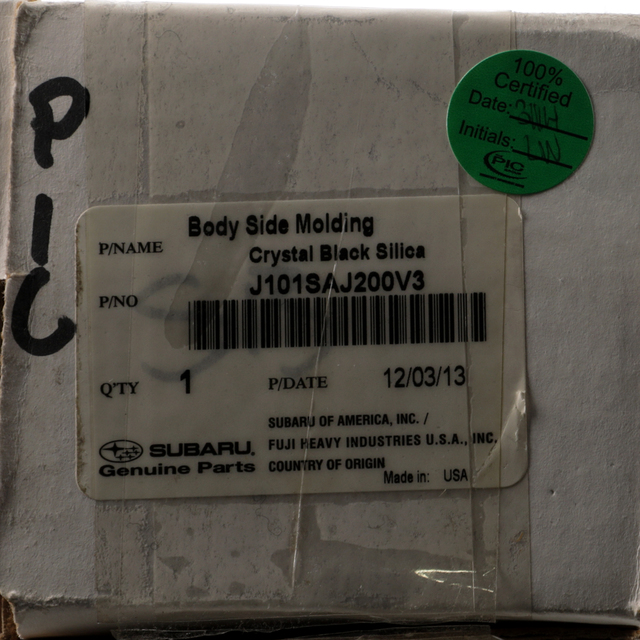 PIC
100%
Certified
Date:
Initials:
PIC
P/NAME Body Side Molding
Crystal Black Silica
P/NO J101SAJ200V3
Q'TY 1 P/DATE 12/03/13
SUBARU OF AMERICA, INC. /
SUBARU. FUJI HEAVY INDUSTRIES U.S.A., INC.
Genuine Parts COUNTRY OF ORIGIN
Made in: USA